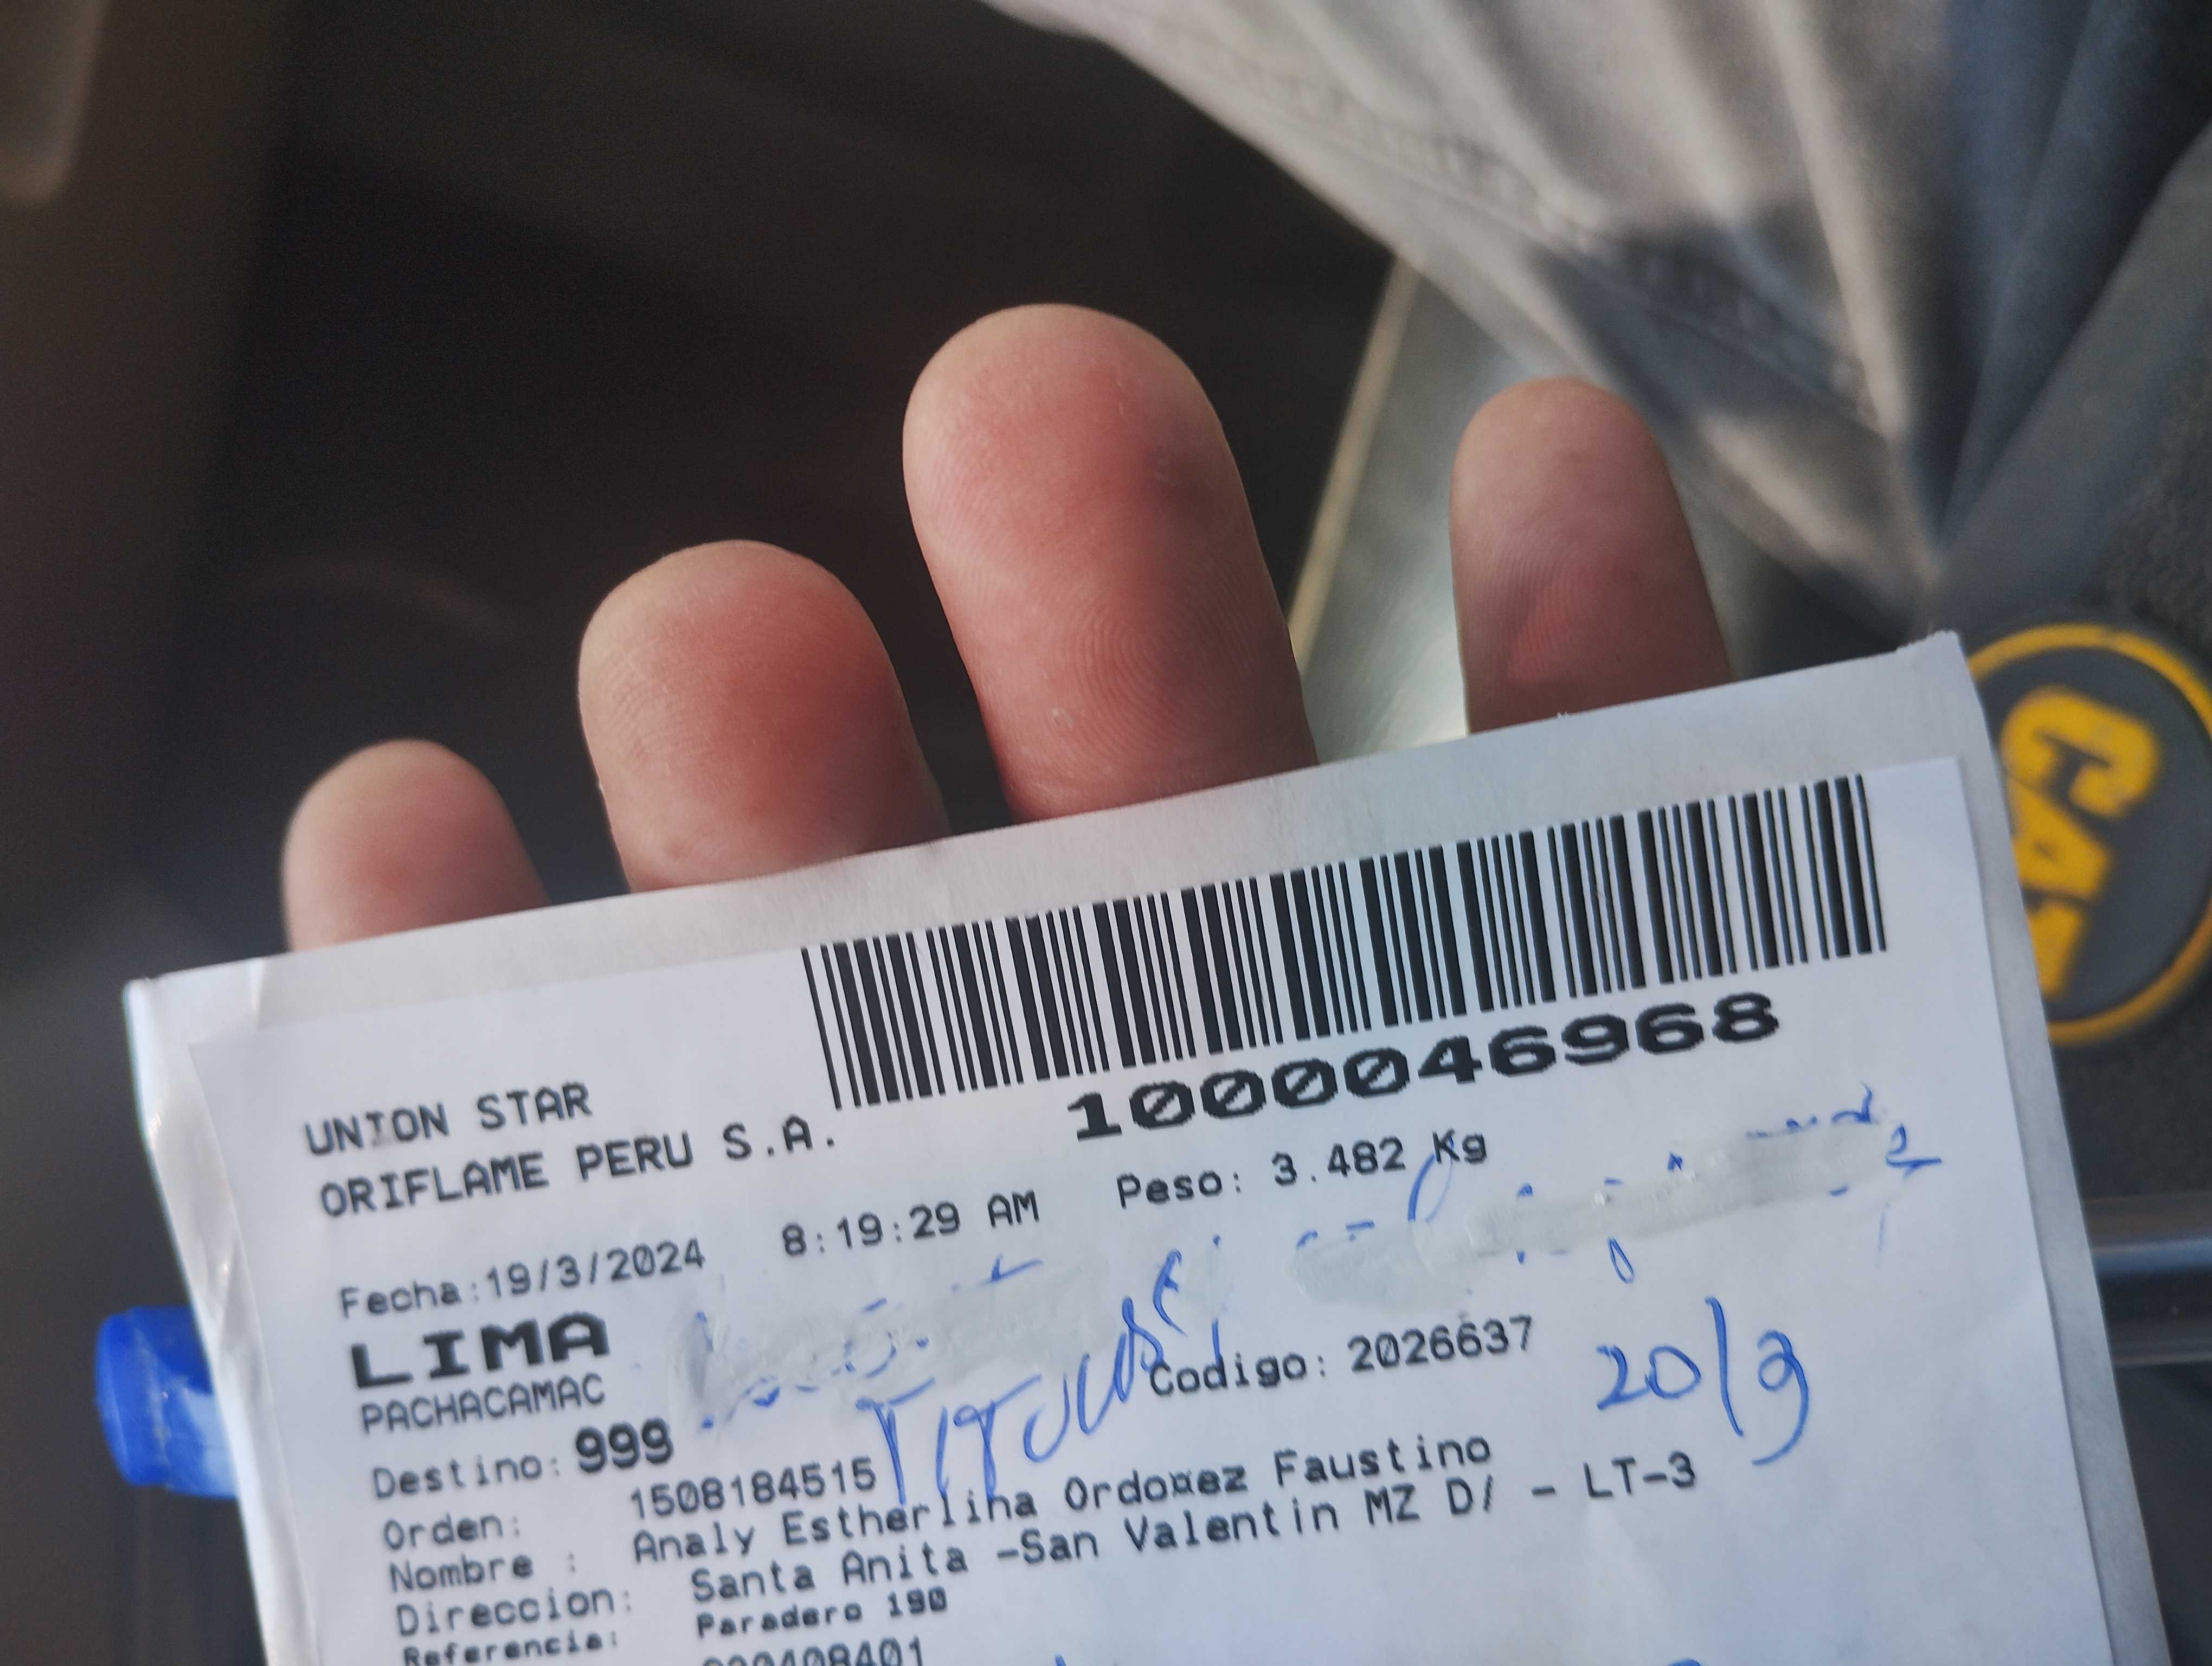 CAT
1000046968
UNION STAR
ORIFLAME PERU S.A.
Peso: 3.482 Kg
Fecha:19/3/2024 8:19:29 AM
LIMA
PACHACAMAC
Codigo: 2026637
20/3
Destino: 999
Orden: 1508184515
Nombre : Analy Estherlina Ordoñez Faustino
Direccion: Santa Anita -San Valentin MZ D/ - LT-3
Referencia: Paradero 190